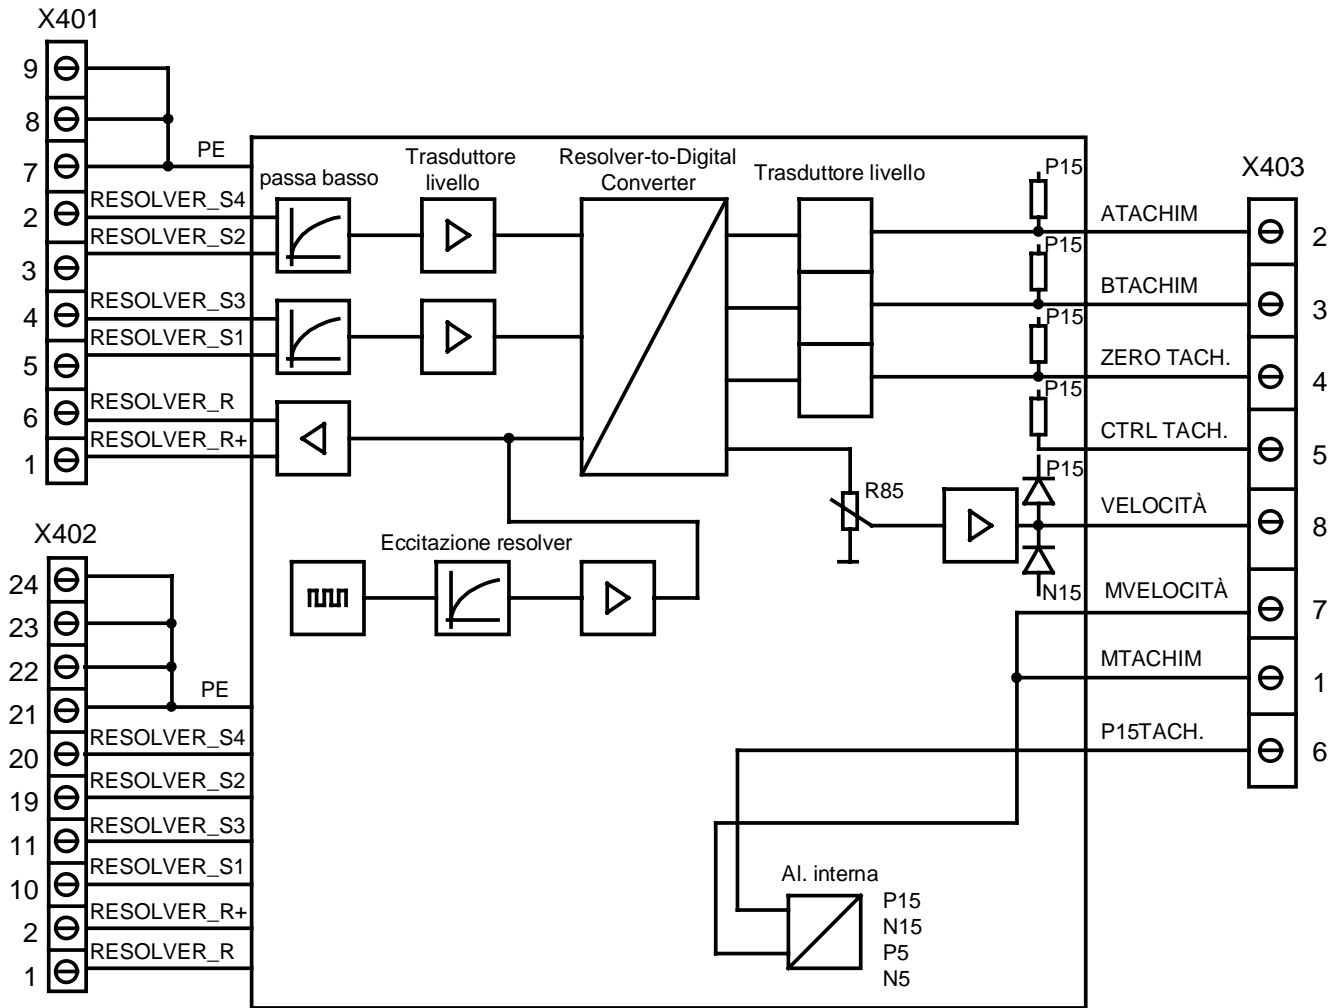 X401
9
8
7
PE
2
RESOLVER_S4
RESOLVER_S2
3
4
RESOLVER_S3
RESOLVER_S1
5
6
RESOLVER_R
RESOLVER_R+
1
X402
24
23
22
21
PE
20
RESOLVER_S4
19
RESOLVER_S2
11
RESOLVER_S3
10
RESOLVER_S1
2
RESOLVER_R+
1
RESOLVER_R
passa basso
Trasduttore
livello
Resolver-to-Digital
Converter
Trasduttore livello
Eccitazione resolver
R85
P15
P15
P15
P15
P15
N15
Al. interna
P15
N15
P5
N5
X403
ATACHIM
2
BTACHIM
3
ZERO TACH.
4
CTRL TACH.
5
VELOCITÀ
8
MVELOCITÀ
7
MTACHIM
1
P15TACH.
6